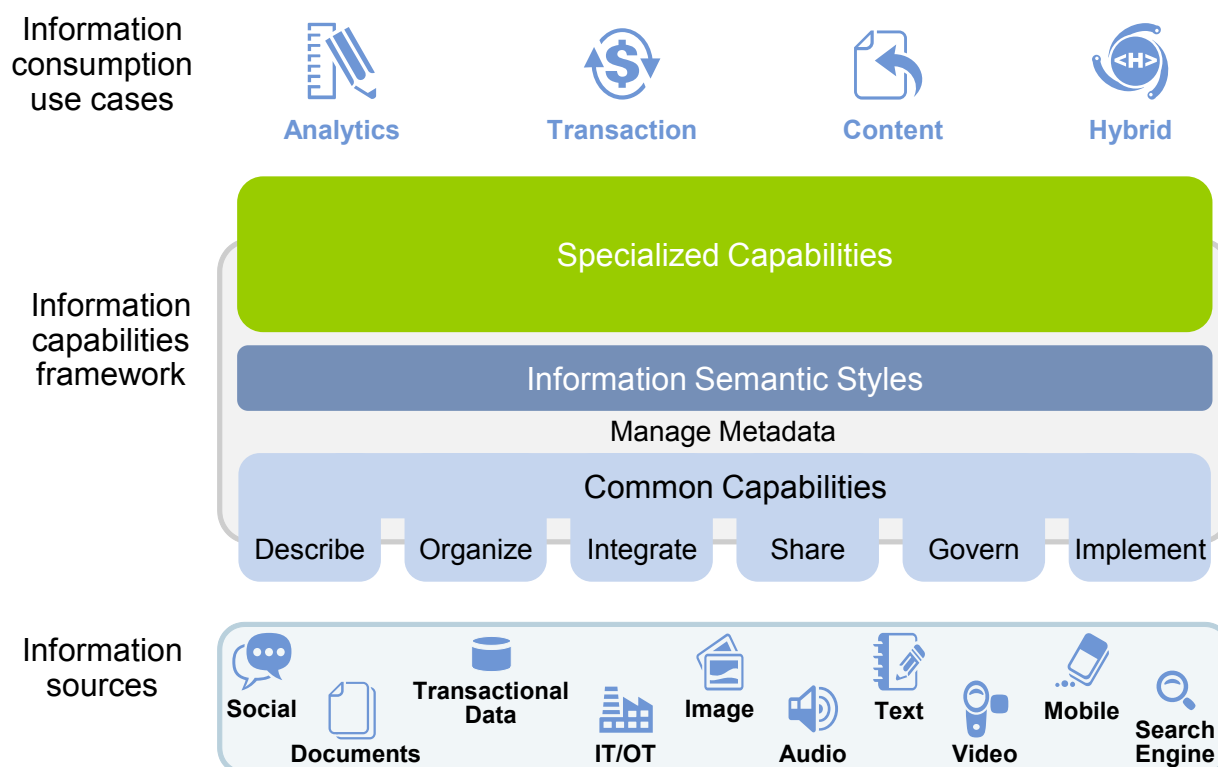 Information
consumption
use cases
Analytics
Transaction
Content
<H>
Hybrid
Specialized Capabilities
Information
capabilities
framework
Information Semantic Styles
Manage Metadata
Common Capabilities
Describe
Organize
Integrate
Share
Govern
Implement
Information
sources
Social
Documents
Transactional
Data
IT/OT
Image
Audio
Text
Video
Mobile
Search
Engine